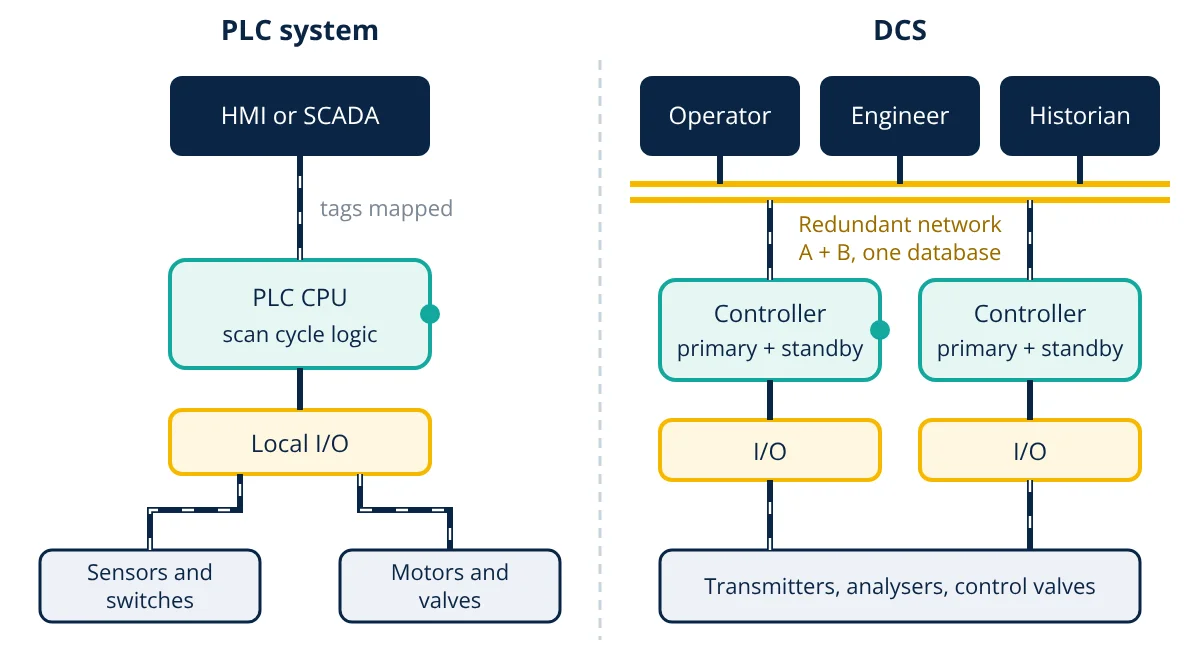 PLC system
HMI or SCADA
tags mapped
PLC CPU
scan cycle logic
Local I/O
Sensors and
switches
Motors and
valves
DCS
Operator
Engineer
Historian
Redundant network
A + B, one database
Controller
primary + standby
Controller
primary + standby
I/O
I/O
Transmitters, analysers, control valves